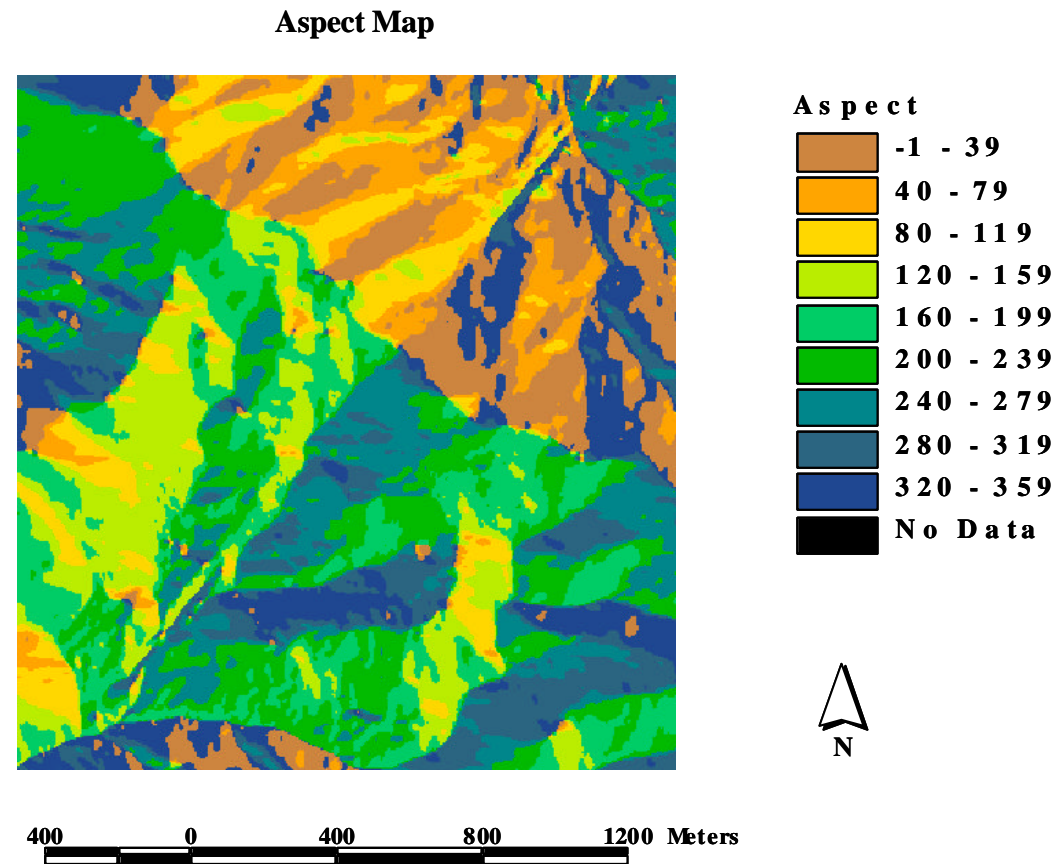 Aspect Map
Aspect
-1 - 39
40 - 79
80 - 119
120 - 159
160 - 199
200 - 239
240 - 279
280 - 319
320 - 359
No Data
N
400 0 400 800 1200 Meters